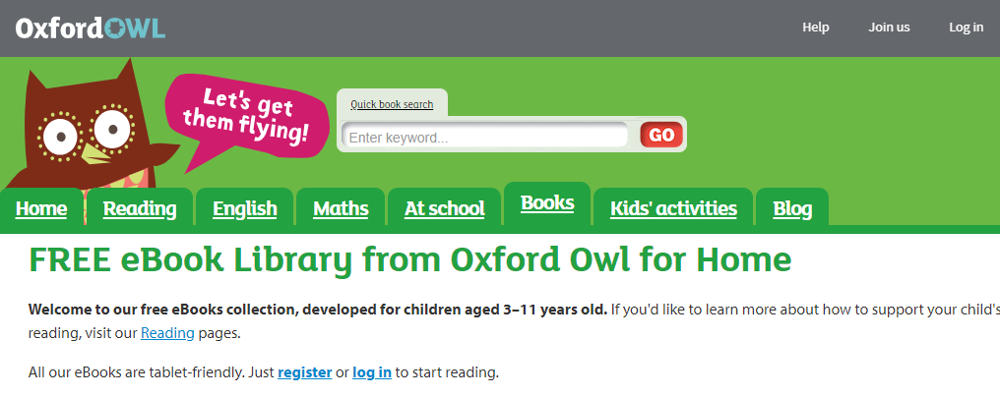 OxfordOWL
Help Join us Log in
Let's get
them flying!
Quick book search
Enter keyword...
GO
Home Reading English Maths At school Books Kids' activities Blog
FREE eBook Library from Oxford Owl for Home
Welcome to our free eBooks collection, developed for children aged 3–11 years old. If you'd like to learn more about how to support your child's
reading, visit our Reading pages.
All our eBooks are tablet-friendly. Just register or log in to start reading.